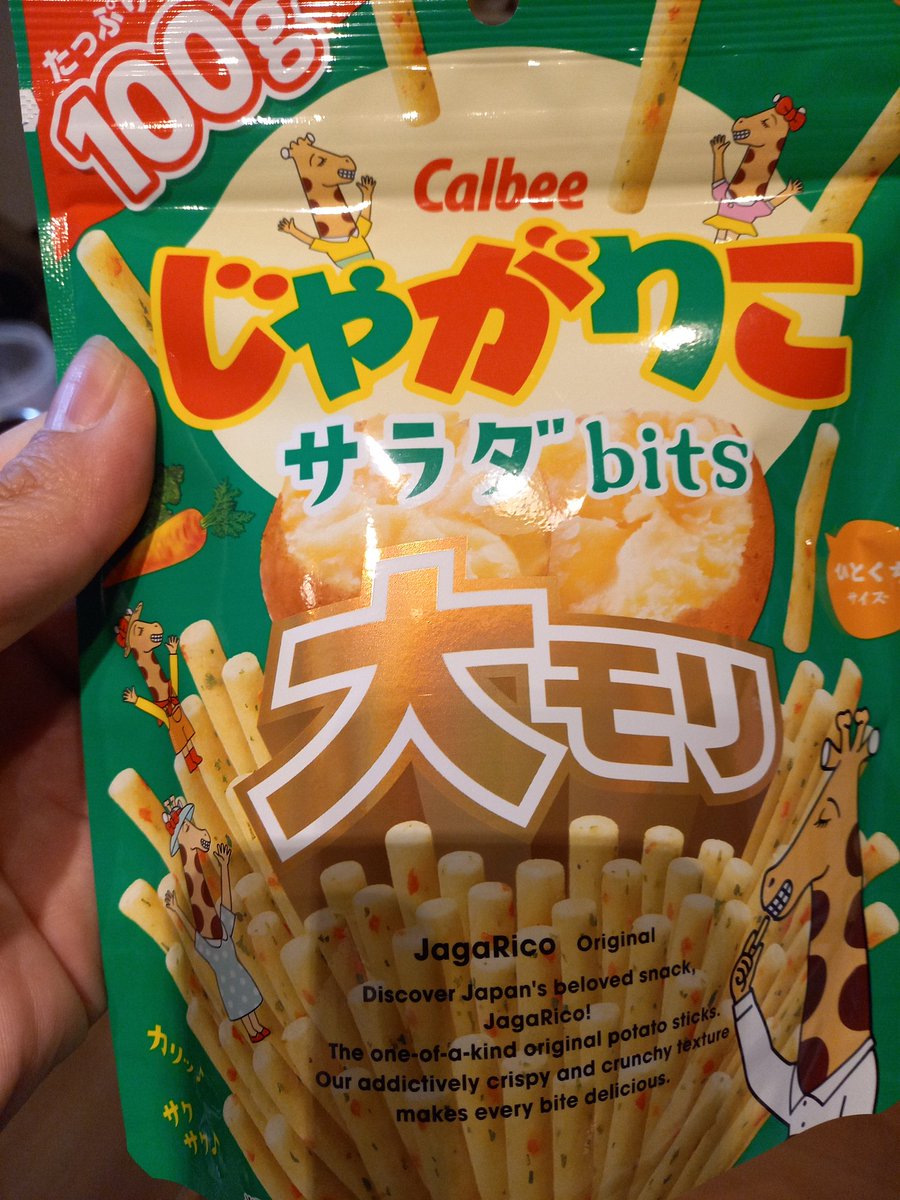 たっぷり
100g
Calbee
じゃがりこ
サラダbits
ひとくち
サイズ
大モリ
JagaRico Original
Discover Japan's beloved snack,
JagaRico!
The one-of-a-kind original potato sticks.
Our addictively crispy and crunchy texture
makes every bite delicious.
カリッ♪
サク
サク♪